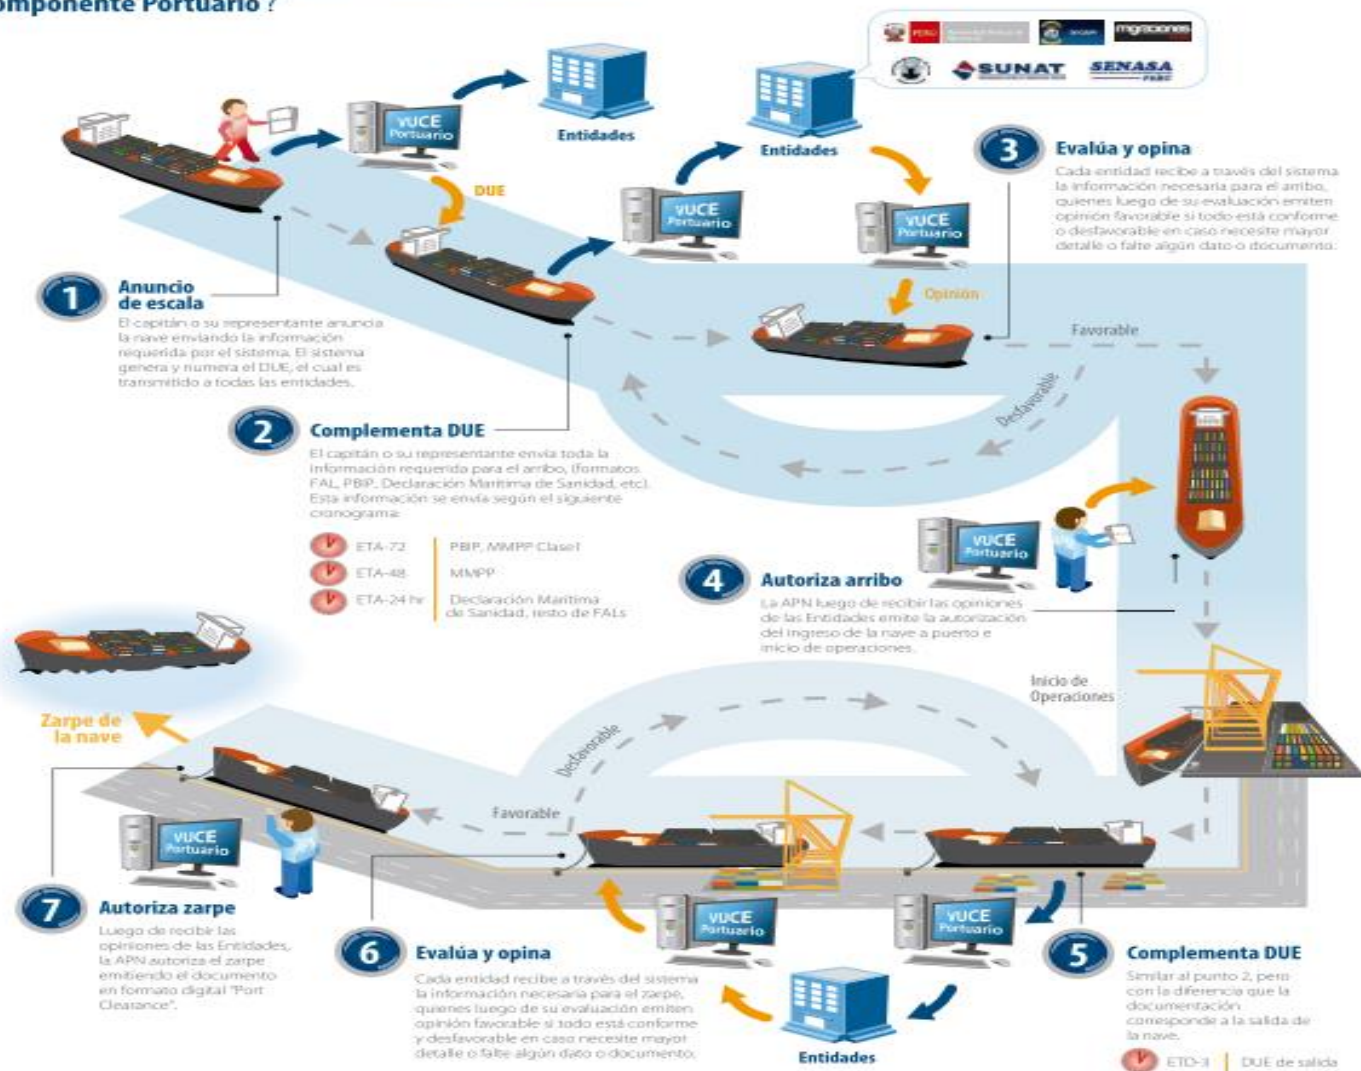 omponente Portuario?
PERÚ
migraciones
SUNAT
SENASA
PERÚ
VUCE
Portuario
Entidades
Entidades
DUE
VUCE
Portuario
VUCE
Portuario
Opinión
3
Evalúa y opina
Cada entidad recibe a través del sistema
la información necesaria para el arribo,
quienes luego de su evaluación emiten
opinión favorable si todo está conforme
o desfavorable en caso necesite mayor
detalle o falte algún dato o documento.
1
Anuncio
de escala
El capitán o su representante anuncia
la nave enviando la información
requerida por el sistema. El sistema
genera y numera el DUE, el cual es
transmitido a todas las entidades.
Favorable
Desfavorable
2
Complementa DUE
El capitán o su representante envía toda la
información requerida para el arribo, (formatos
FAL, PBIP, Declaración Marítima de Sanidad, etc).
Esta información se envía según el siguiente
cronograma:
ETA-72 PBIP, MMPP Clase1
ETA-48 MMPP
ETA-24 hr Declaración Marítima
de Sanidad, resto de FALs
VUCE
Portuario
4
Autoriza arribo
La APN luego de recibir las opiniones
de las Entidades emite la autorización
del ingreso de la nave a puerto e
inicio de operaciones.
Inicio de
Operaciones
Zarpe de
la nave
Desfavorable
Favorable
VUCE
Portuario
7
Autoriza zarpe
Luego de recibir las
opiniones de las Entidades,
la APN autoriza el zarpe
emitiendo el documento
en formato digital "Port
Clearance".
VUCE
Portuario
VUCE
Portuario
6
Evalúa y opina
Cada entidad recibe a través del sistema
la información necesaria para el zarpe,
quienes luego de su evaluación emiten
opinión favorable si todo está conforme
y desfavorable en caso necesite mayor
detalle o falte algún dato o documento.
Entidades
5
Complementa DUE
Similar al punto 2, pero
con la diferencia que la
documentación
corresponde a la salida de
la nave.
ETD-3 DUE de salida